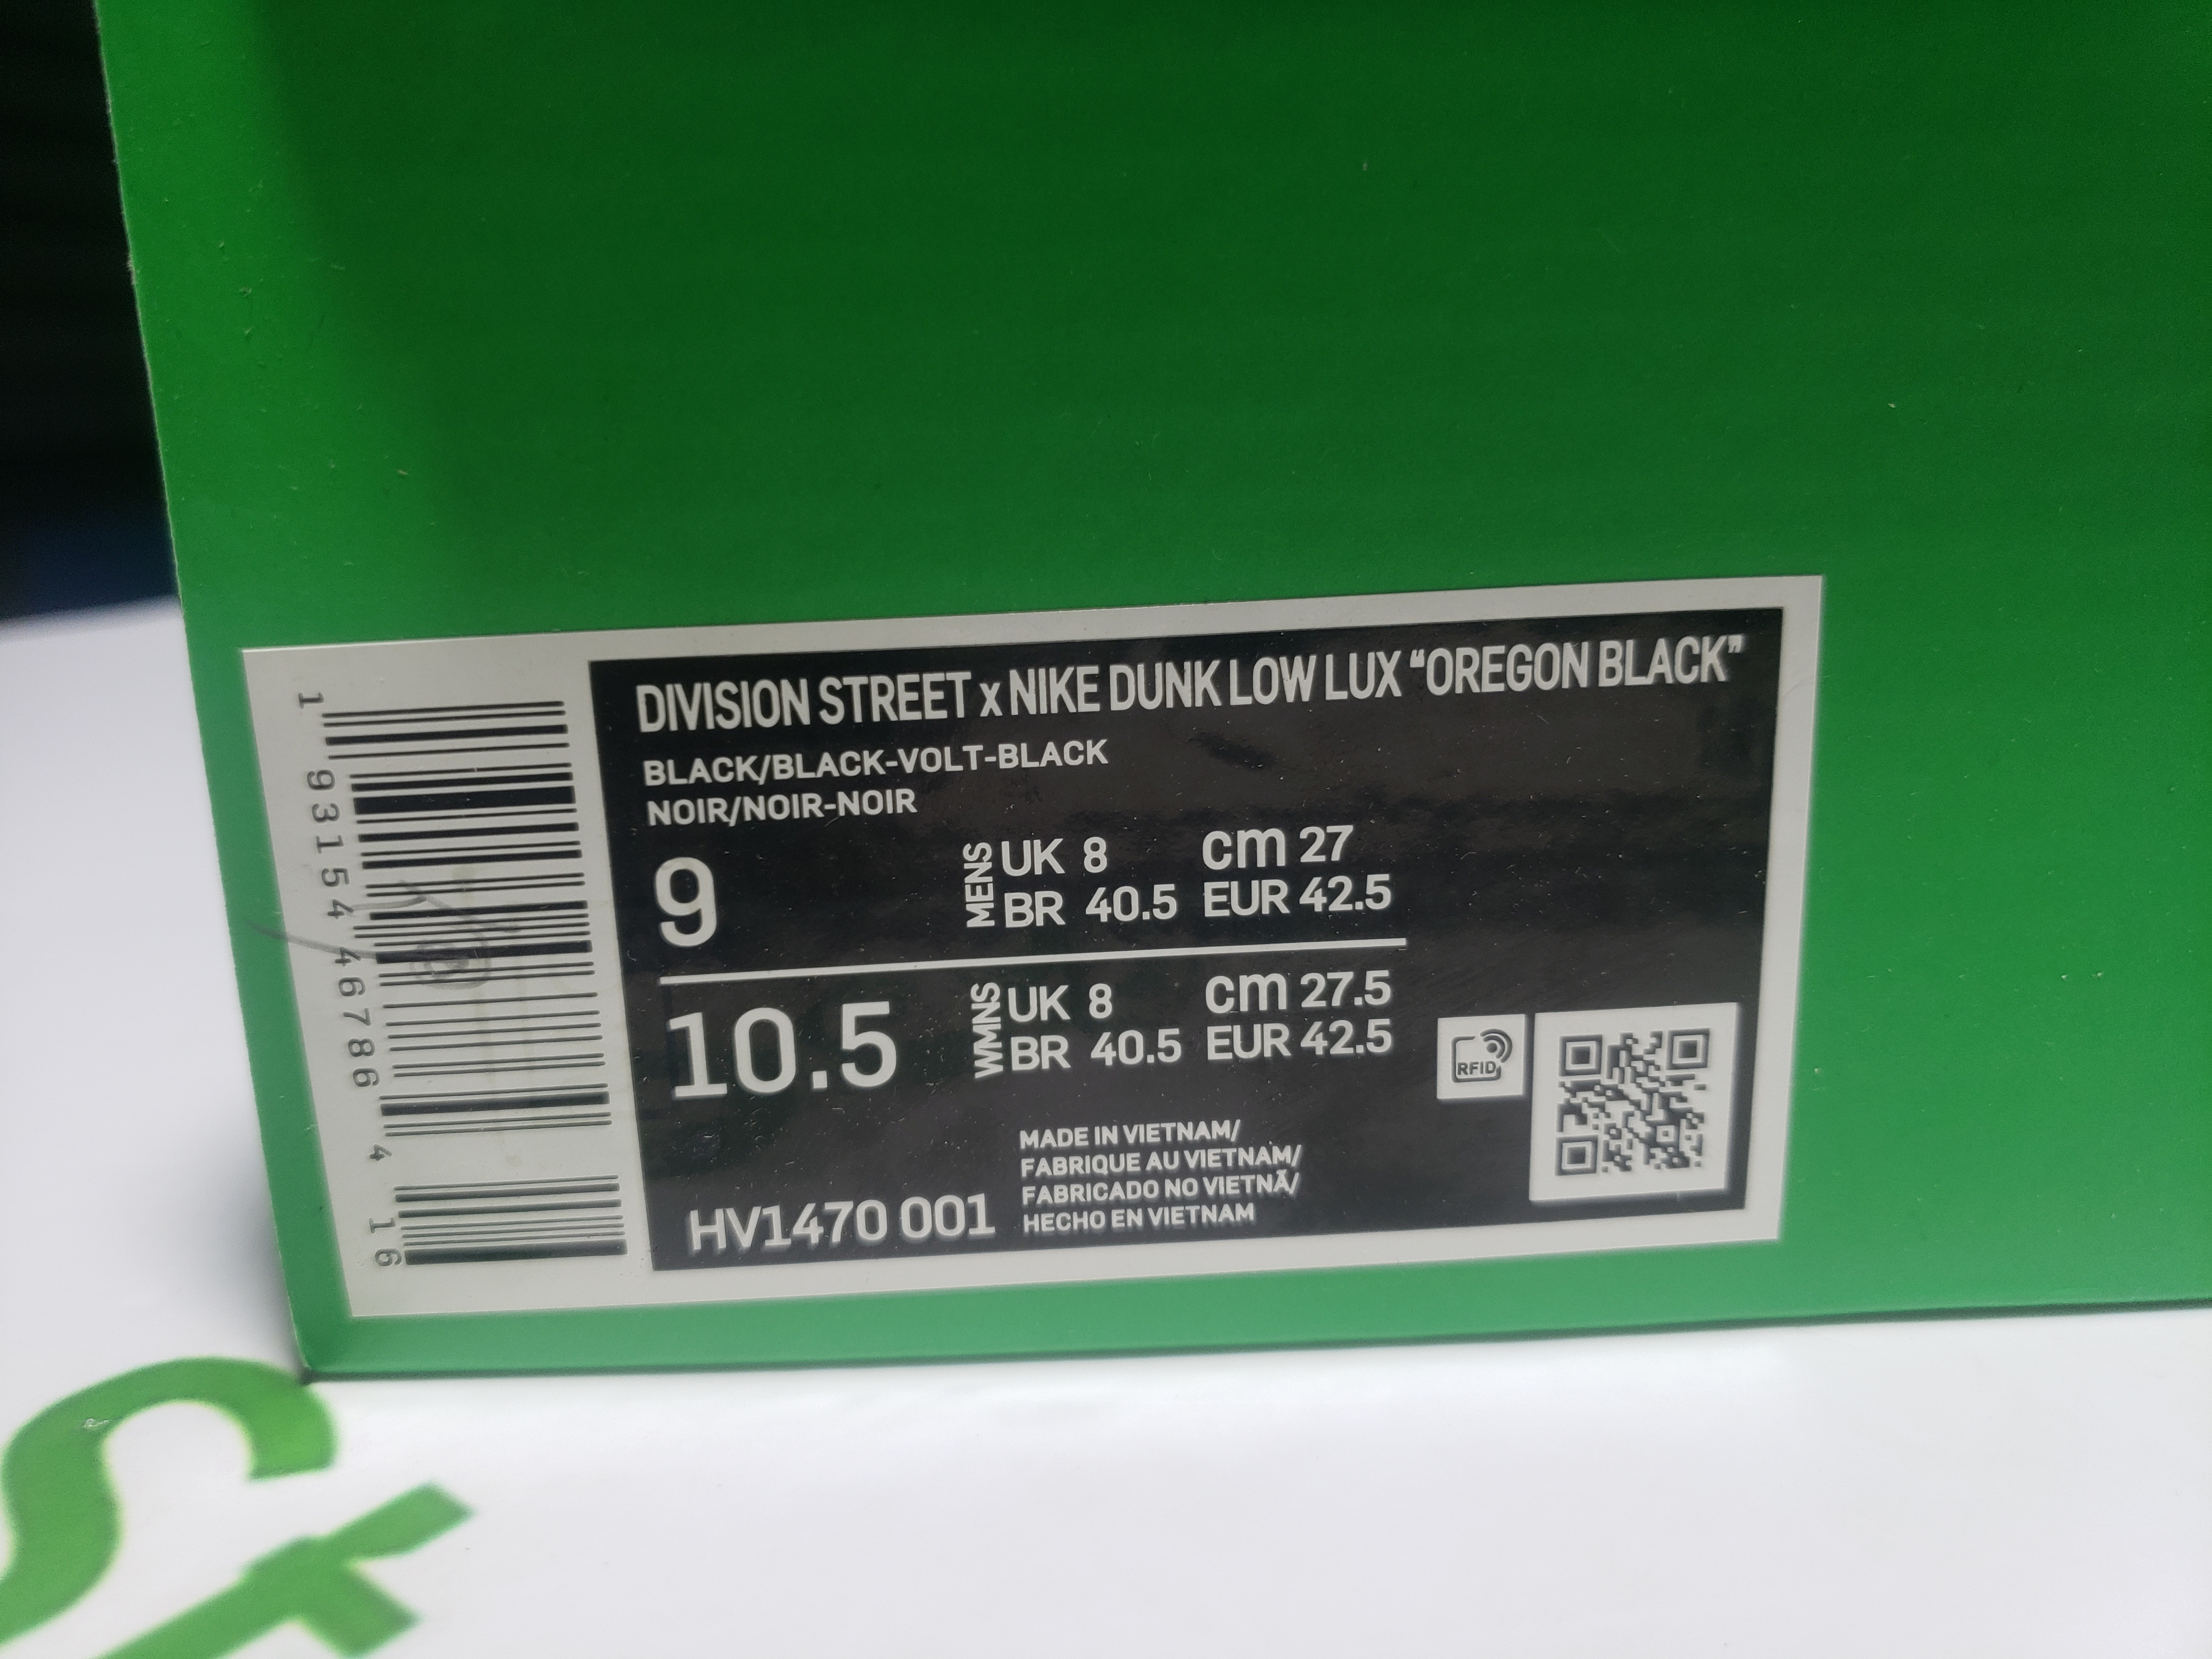 DIVISION STREET x NIKE DUNK LOW LUX “OREGON BLACK”
BLACK/BLACK-VOLT-BLACK
NOIR/NOIR-NOIR
9
MENS
UK 8 cm 27
BR 40.5 EUR 42.5
10.5
WMNS
UK 8 cm 27.5
BR 40.5 EUR 42.5
RFID
HV1470 001
MADE IN VIETNAM/
FABRIQUE AU VIETNAM/
FABRICADO NO VIETNÃ/
HECHO EN VIETNAM
1 93154 46786 4 16